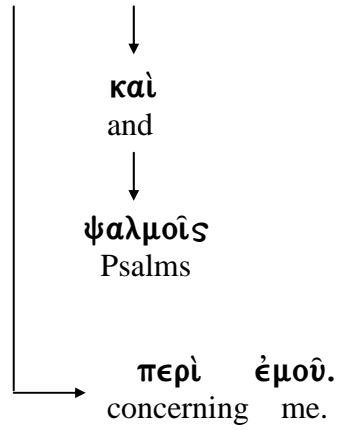 καὶ
and
ψαλμοῖς
Psalms
περὶ ἐμοῦ.
concerning me.